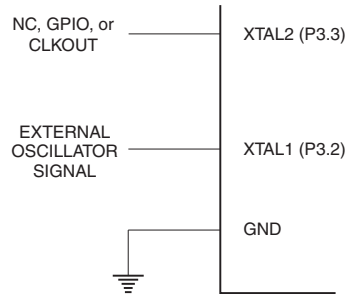 NC, GPIO, or
CLKOUT
XTAL2 (P3.3)
EXTERNAL
OSCILLATOR
SIGNAL
XTAL1 (P3.2)
GND